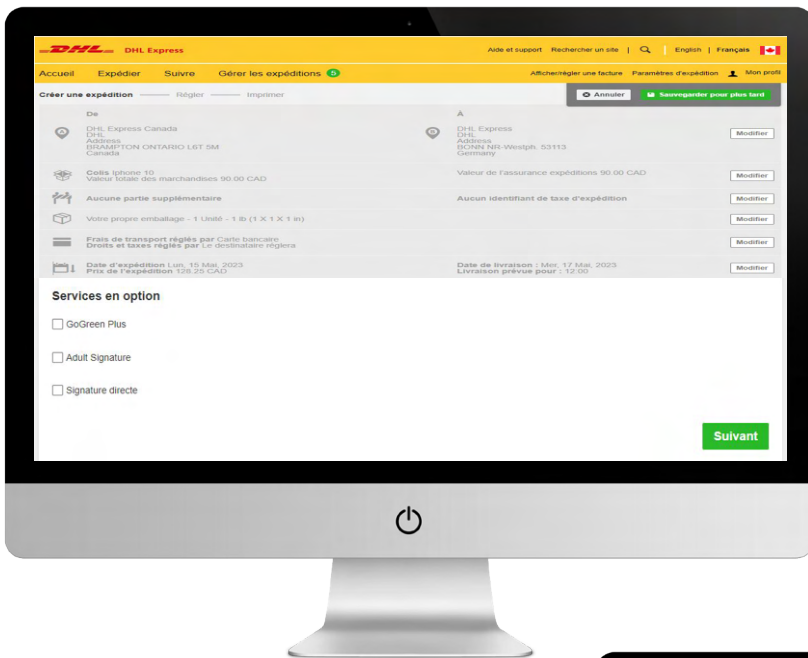 DHL DHL Express
Aide et support Rechercher un site | | English | Français
Accueil Expédier Suivre Gérer les expéditions 5
Afficher/régler une facture Paramètres d'expédition Mon profil
Créer une expédition Régler Imprimer
Annuler Sauvegarder pour plus tard
De
DHL Express Canada
DHL
Address
BRAMPTON ONTARIO L6T 5M
Canada
À
DHL Express
DHL
Address
BONN NR-Westph. 53113
Germany
Modifier
Colis Iphone 10
Valeur totale des marchandises 90.00 CAD
Valeur de l'assurance expéditions 90.00 CAD
Modifier
Aucune partie supplémentaire
Aucun identifiant de taxe d'expédition
Modifier
Votre propre emballage - 1 Unité - 1 lb (1 X 1 X 1 in)
Modifier
Frais de transport réglés par Carte bancaire
Droits et taxes réglés par Le destinataire réglera
Modifier
Date d'expédition Lun, 15 Mai, 2023
Prix de l'expédition 128.25 CAD
Date de livraison : Mer, 17 Mai, 2023
Livraison prévue pour : 12:00
Modifier
Services en option
GoGreen Plus
Adult Signature
Signature directe
Suivant